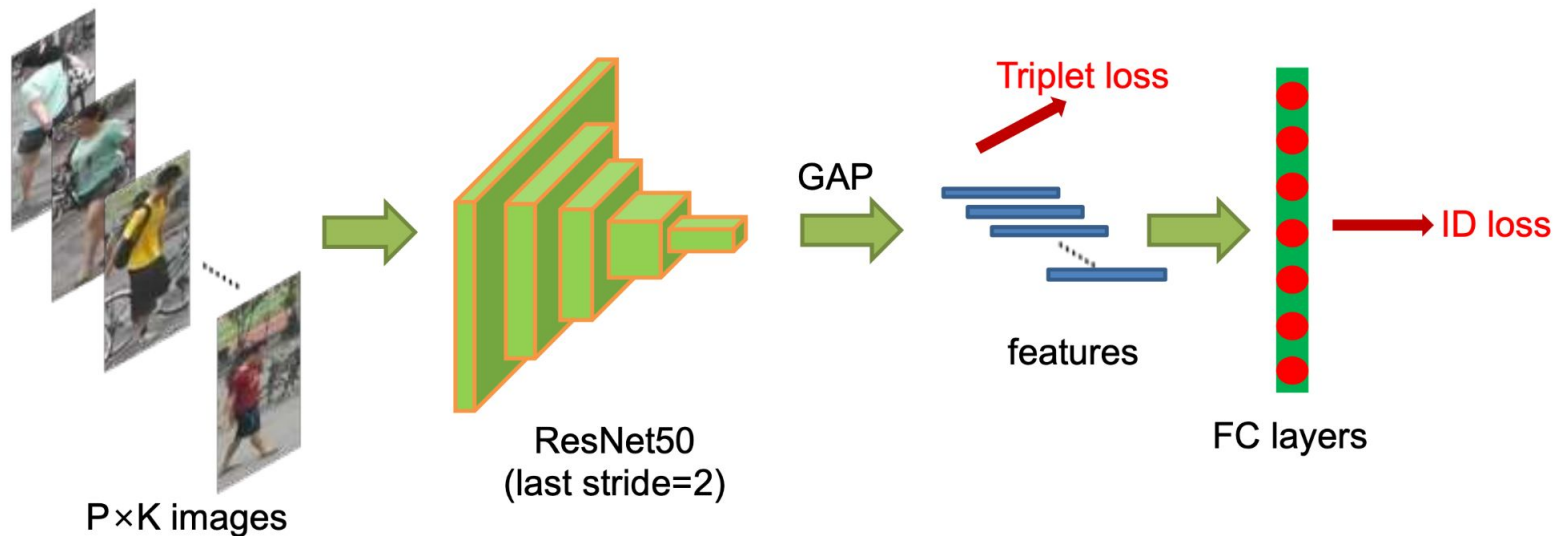 Triplet loss
GAP
ID loss
features
FC layers
ResNet50
(last stride=2)
P×K images